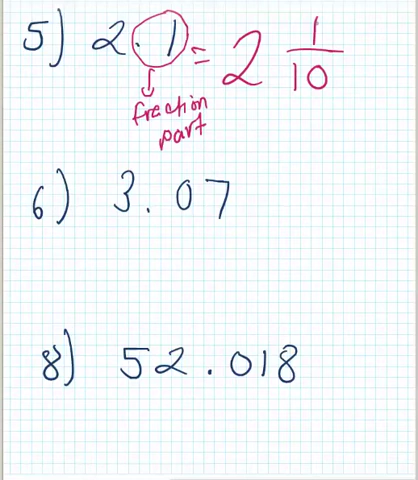 5) 2.1 = 2 1/10
fraction
part
6) 3.07
8) 52.018